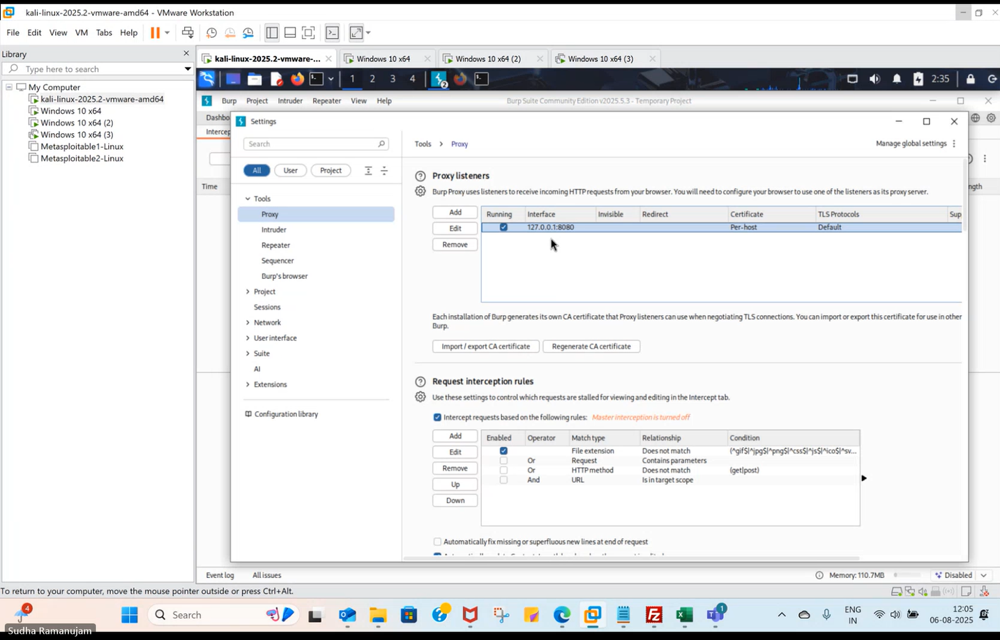 kali-linux-2025.2-vmware-amd64 - VMware Workstation
File Edit View VM Tabs Help
Library
Type here to search
My Computer
kali-linux-2025.2-vmware-amd64
Windows 10 x64
Windows 10 x64 (2)
Windows 10 x64 (3)
Metasploitable1-Linux
Metasploitable2-Linux
kali-linux-2025.2-vmware-... Windows 10 x64 Windows 10 x64 (2) Windows 10 x64 (3)
1 2 3 4 2 2:35
Burp Project Intruder Repeater View Help Burp Suite Community Edition v2025.5.3 - Temporary Project
Dashbo
Intercep
Time ngth
Settings
Search
All User Project
Tools
Proxy
Intruder
Repeater
Sequencer
Burp's browser
Project
Sessions
Network
User interface
Suite
AI
Extensions
Configuration library
Tools > Proxy Manage global settings
Proxy listeners
Burp Proxy uses listeners to receive incoming HTTP requests from your browser. You will need to configure your browser to use one of the listeners as its proxy server.
Add
Edit
Remove
Running Interface Invisible Redirect Certificate TLS Protocols Sup
127.0.0.1:8080 Per-host Default
Each installation of Burp generates its own CA certificate that Proxy listeners can use when negotiating TLS connections. You can import or export this certificate for use in other
Burp.
Import / export CA certificate Regenerate CA certificate
Request interception rules
Use these settings to control which requests are stalled for viewing and editing in the Intercept tab.
Intercept requests based on the following rules: Master interception is turned off
Add
Edit
Remove
Up
Down
Enabled Operator Match type Relationship Condition
File extension Does not match (^gif$|^jpg$|^png$|^css$|^js$|^ico$|^sv...
Or Request Contains parameters
Or HTTP method Does not match (get|post)
And URL Is in target scope
Automatically fix missing or superfluous new lines at end of request
Event log All issues Memory: 110.7MB Disabled
To return to your computer, move the mouse pointer outside or press Ctrl+Alt.
4 Search 1 ENG
IN 12:05
06-08-2025
Sudha Ramanujam